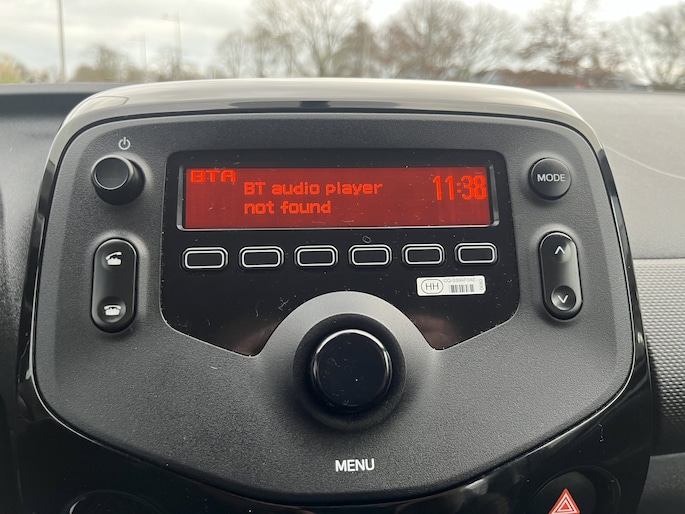 BTA
BT audio player
not found
11:38
MODE
HH
MENU